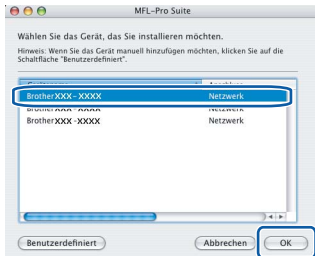 MFL-Pro Suite
Wählen Sie das Gerät, das Sie installieren möchten.
Hinweis: Wenn Sie das Gerät manuell hinzufügen möchten, klicken Sie auf die
Schaltfläche "Benutzerdefiniert".
BrotherXXX-XXXX Netzwerk
BrotherXXX-XXXX Netzwerk
BrotherXXX-XXXX Netzwerk
Benutzerdefiniert Abbrechen OK